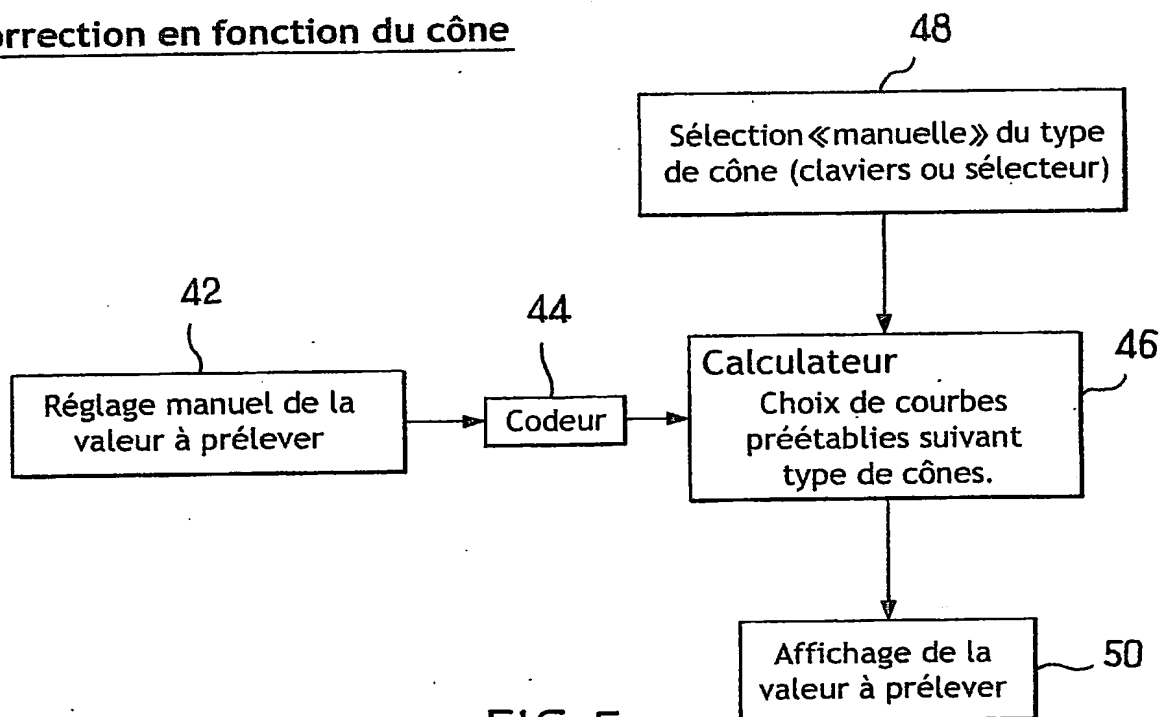 orrection en fonction du cône
48
Sélection «manuelle» du type
de cône (claviers ou sélecteur)
42
44
46
Réglage manuel de la
valeur à prélever
Codeur
Calculateur
Choix de courbes
préétablies suivant
type de cônes.
Affichage de la
valeur à prélever
50